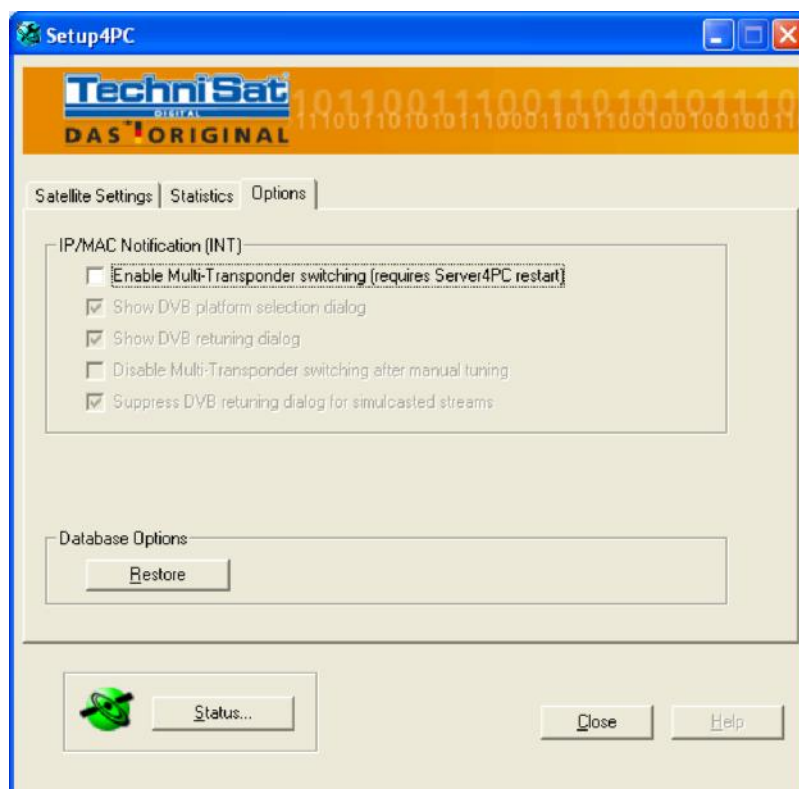 Setup4PC
TechniSat
DIGITAL
DAS ORIGINAL
Satellite Settings
Statistics
Options
IP/MAC Notification (INT)
Enable Multi-Transponder switching (requires Server4PC restart)
Show DVB platform selection dialog
Show DVB retuning dialog
Disable Multi-Transponder switching after manual tuning
Suppress DVB retuning dialog for simulcasted streams
Database Options
Restore
Status...
Close
Help